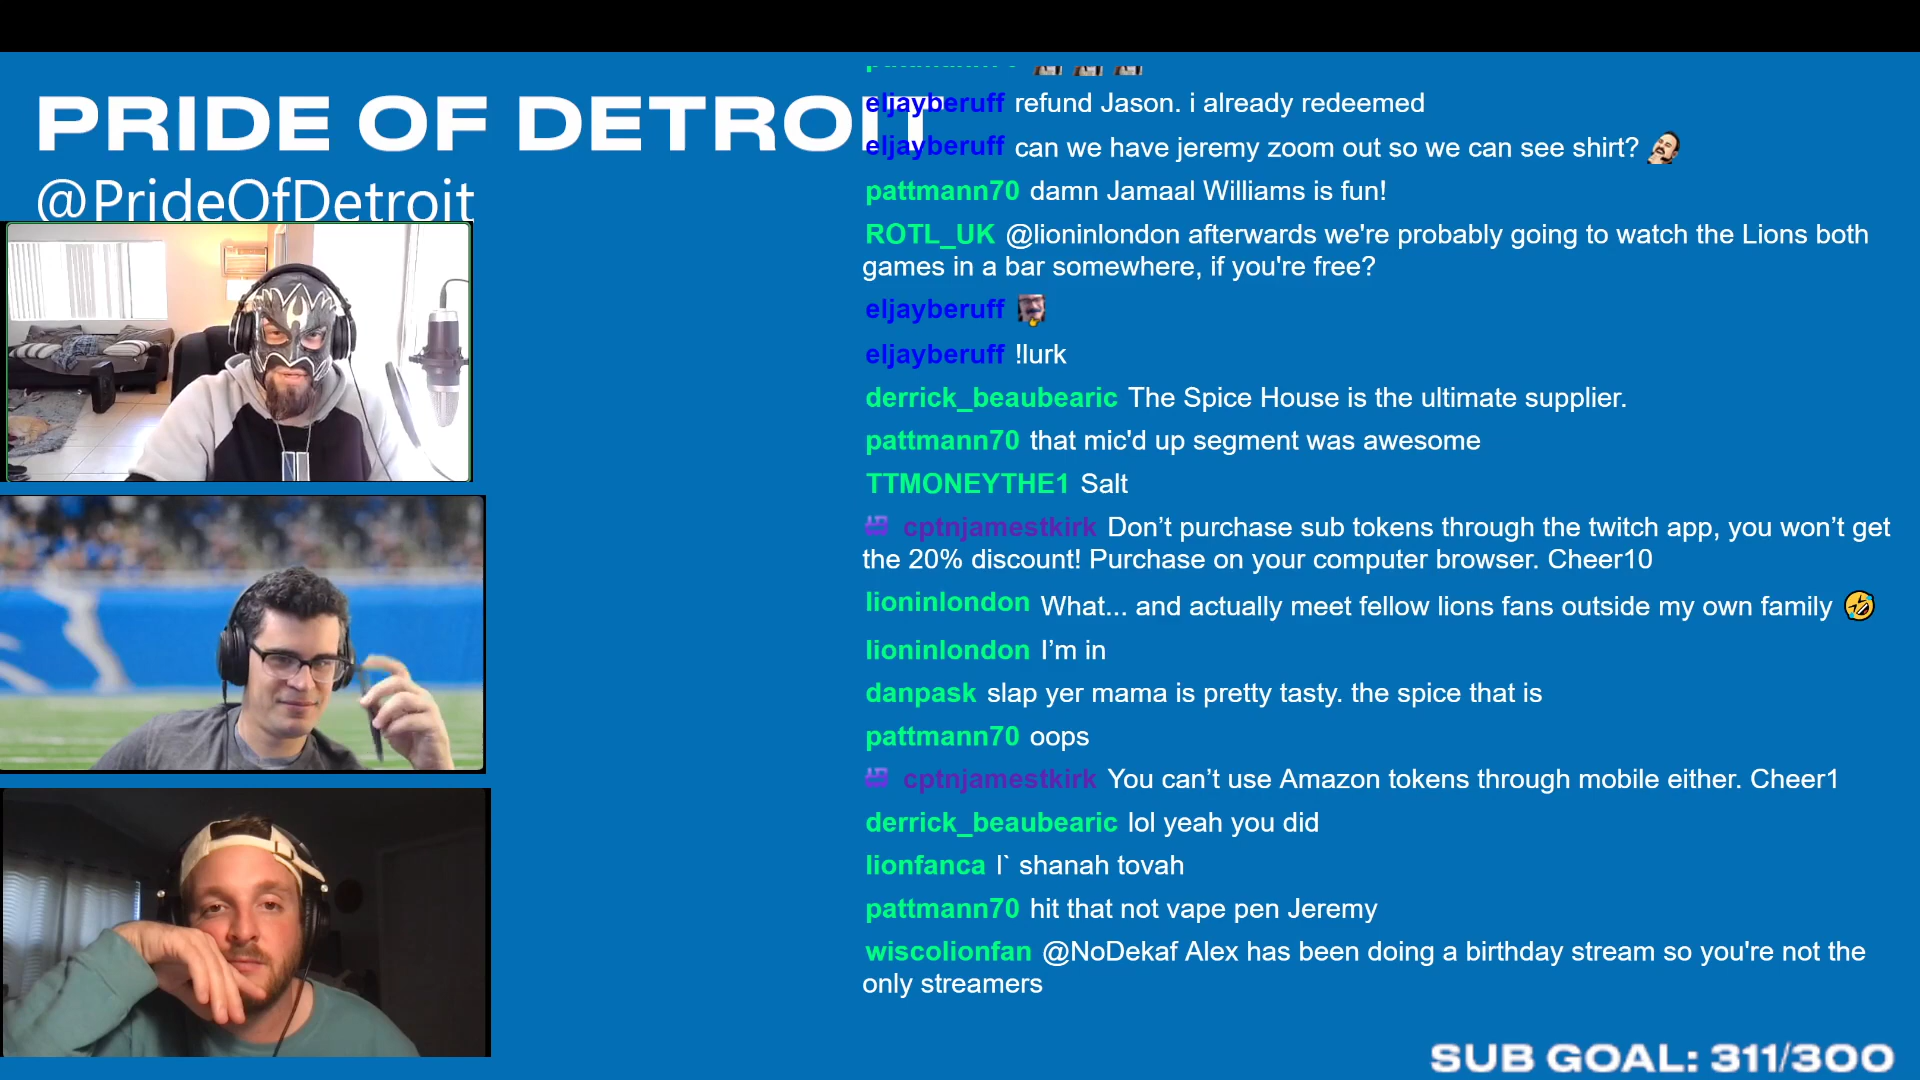 PRIDE OF DETROIT
@PrideOfDetroit
eljayberuff refund Jason. i already redeemed
eljayberuff can we have jeremy zoom out so we can see shirt?
pattmann70 damn Jamaal Williams is fun!
ROTL_UK @lioninlondon afterwards we're probably going to watch the Lions both
games in a bar somewhere, if you're free?
eljayberuff
eljayberuff !lurk
derrick_beaubearic The Spice House is the ultimate supplier.
pattmann70 that mic'd up segment was awesome
TTMONEYTHE1 Salt
cptnjamestkirk Don’t purchase sub tokens through the twitch app, you won’t get
the 20% discount! Purchase on your computer browser. Cheer10
lioninlondon What... and actually meet fellow lions fans outside my own family 🤣
lioninlondon I’m in
danpask slap yer mama is pretty tasty. the spice that is
pattmann70 oops
cptnjamestkirk You can’t use Amazon tokens through mobile either. Cheer1
derrick_beaubearic lol yeah you did
lionfanca l` shanah tovah
pattmann70 hit that not vape pen Jeremy
wiscolionfan @NoDekaf Alex has been doing a birthday stream so you're not the
only streamers
SUB GOAL: 311/300